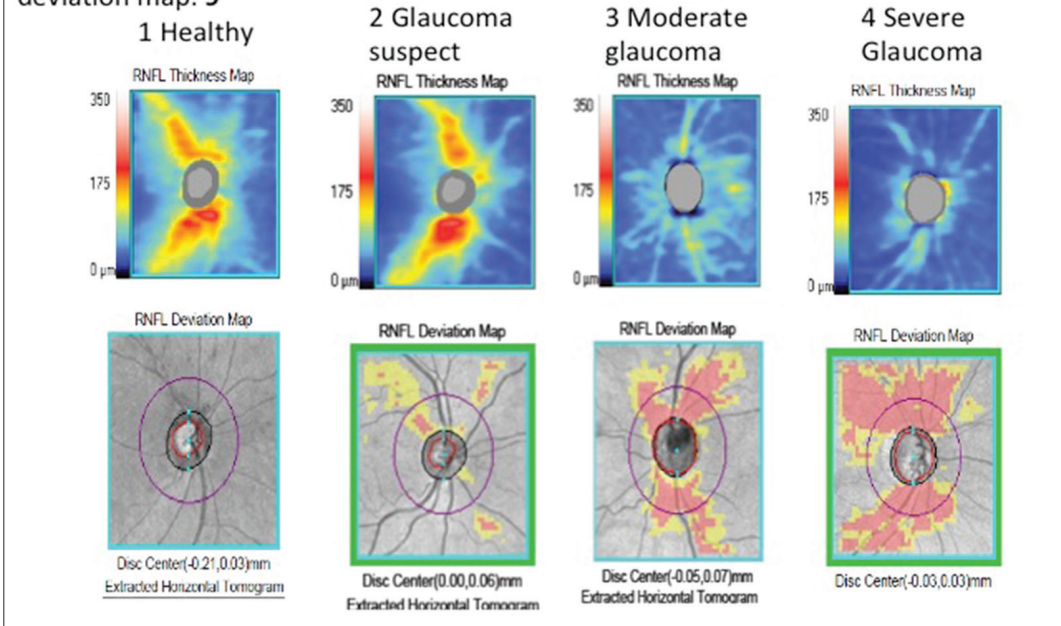 deviation map. 9
1 Healthy
2 Glaucoma
suspect
3 Moderate
glaucoma
4 Severe
Glaucoma
RNFL Thickness Map
350
175
0 µm
RNFL Thickness Map
350
175
0 µm
RNFL Thickness Map
350
175
0 µm
RNFL Thickness Map
350
175
0 µm
RNFL Deviation Map
Disc Center(-0.21,0.03)mm
Extracted Horizontal Tomogram
RNFL Deviation Map
Disc Center(0.00,0.06)mm
Extracted Horizontal Tomogram
RNFL Deviation Map
Disc Center(-0.05,0.07)mm
Extracted Horizontal Tomogram
RNFL Deviation Map
Disc Center(-0.03,0.03)mm